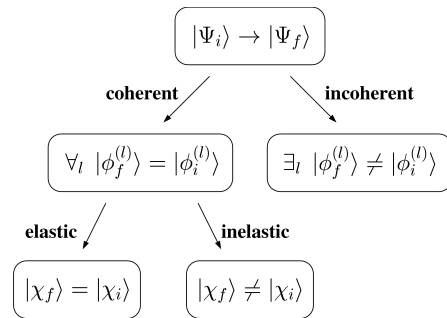 |Ψ_i⟩ → |Ψ_f⟩
coherent incoherent
∀_l |ϕ_f^{(l)}⟩ = |ϕ_i^{(l)}⟩ ∃_l |ϕ_f^{(l)}⟩ ≠ |ϕ_i^{(l)}⟩
elastic inelastic
|χ_f⟩ = |χ_i⟩ |χ_f⟩ ≠ |χ_i⟩